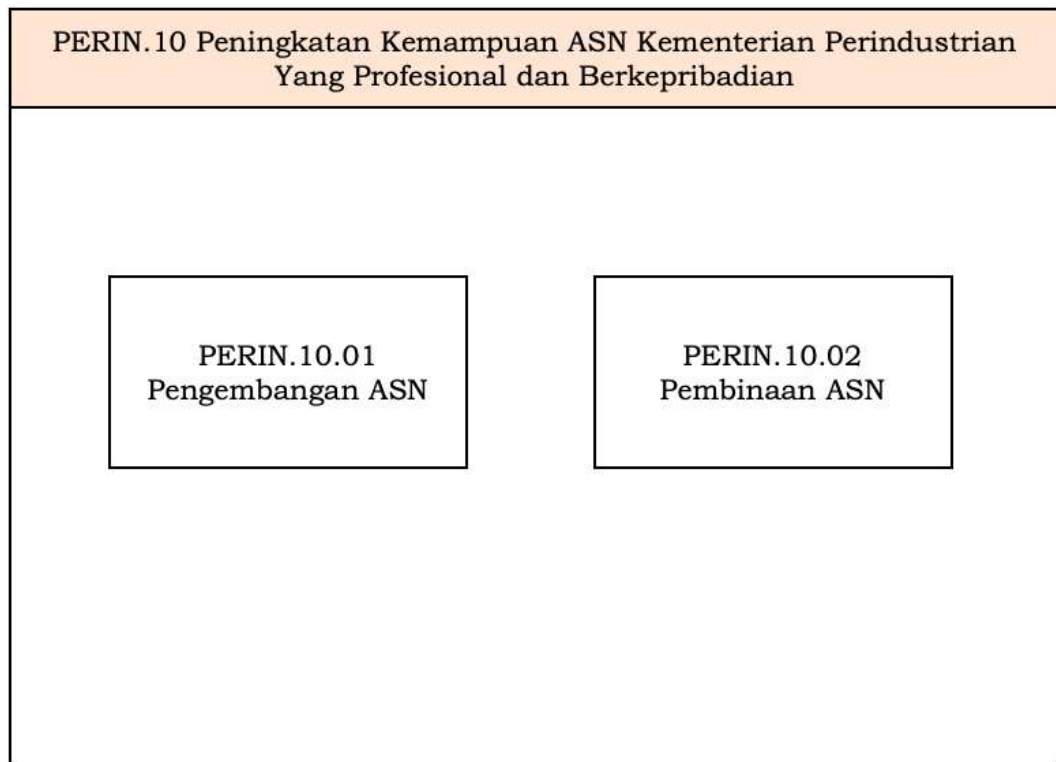 PERIN.10 Peningkatan Kemampuan ASN Kementerian Perindustrian
Yang Profesional dan Berkepribadian
PERIN.10.01
Pengembangan ASN
PERIN.10.02
Pembinaan ASN